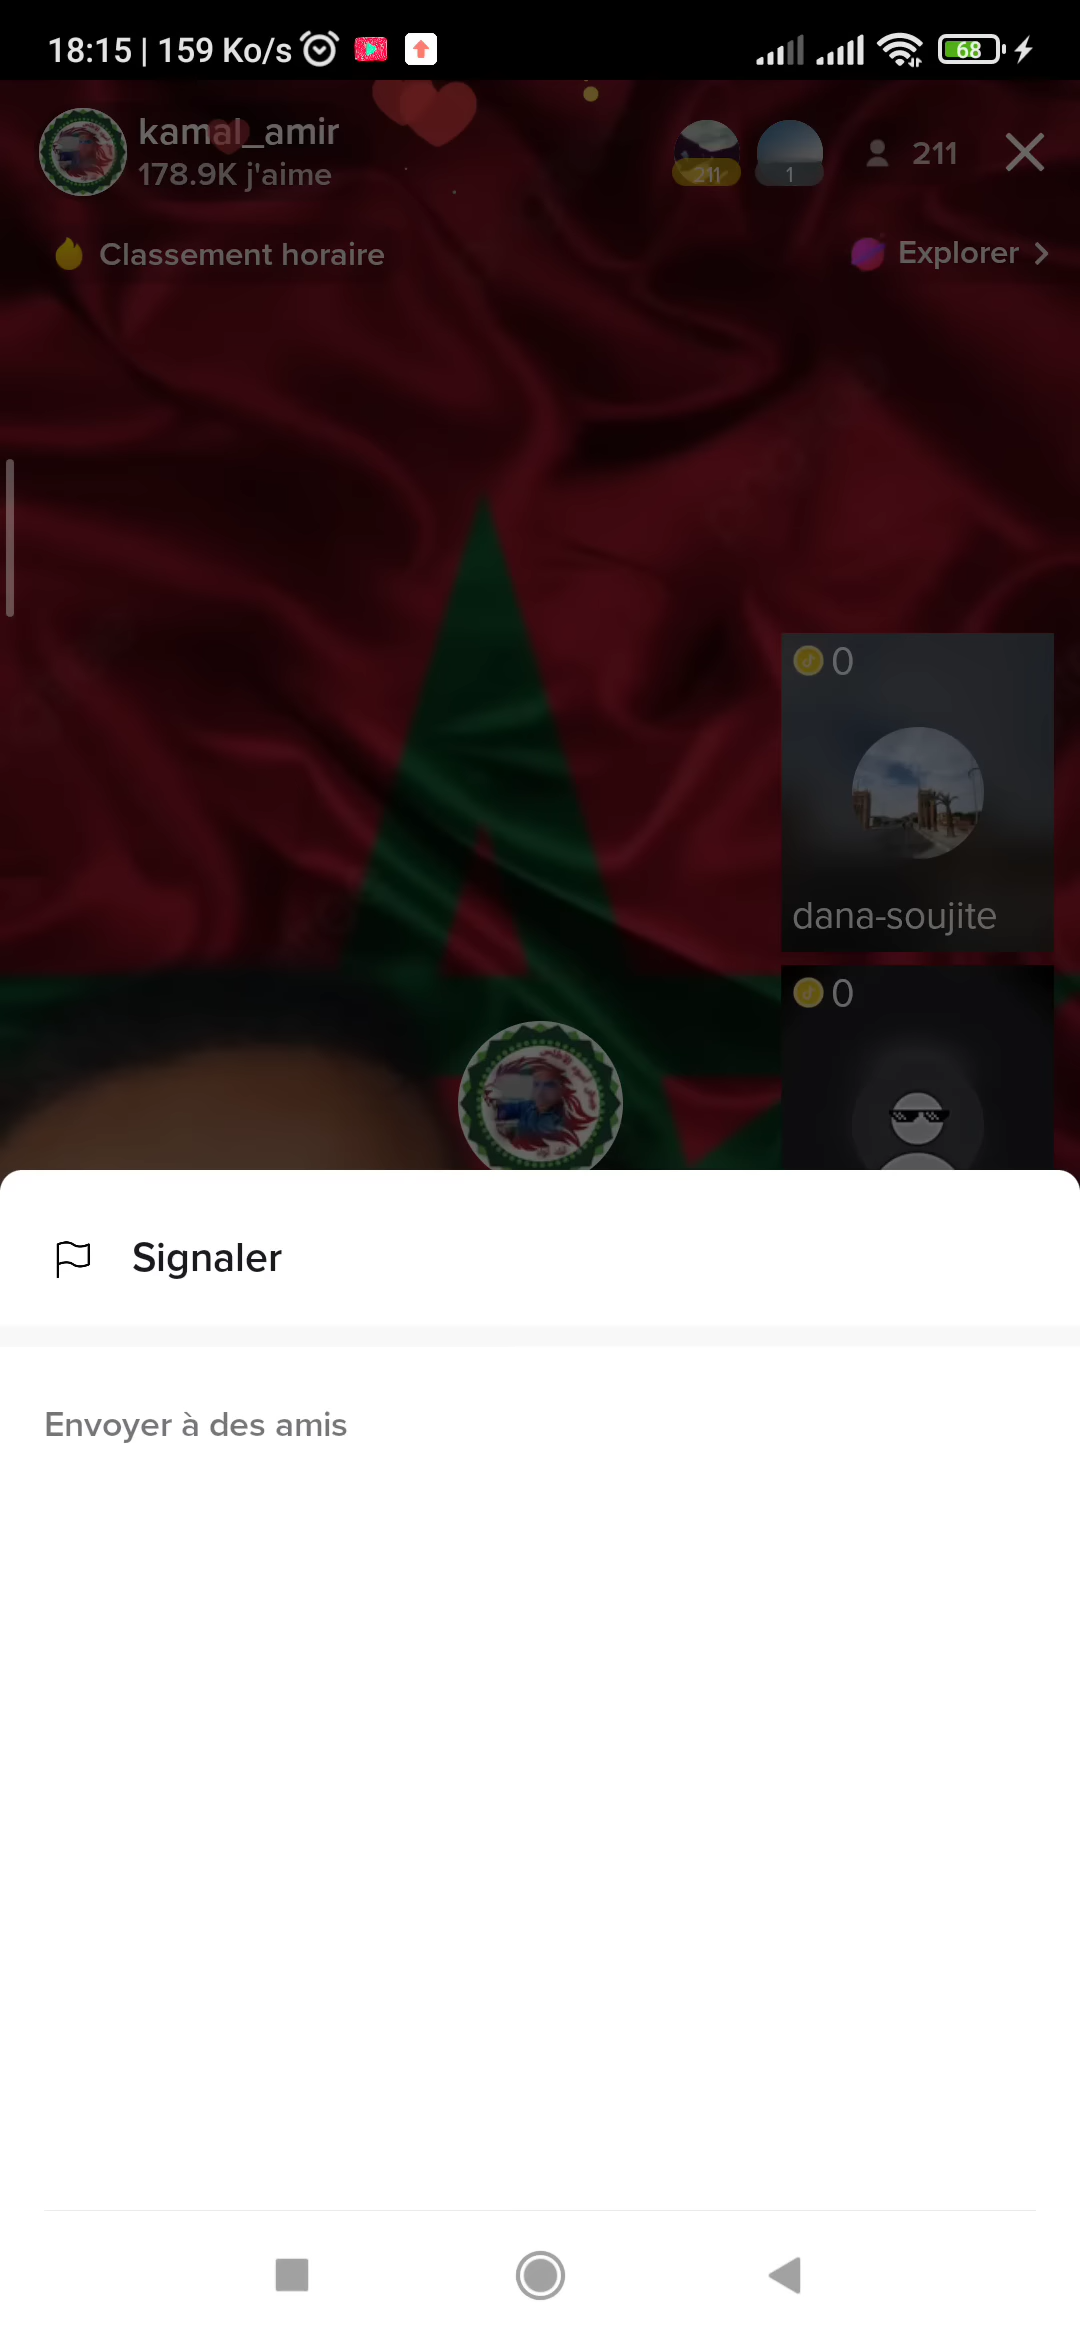 18:15 | 159 Ko/s
68
kamal_amir
178.9K j'aime
211
1
211
Classement horaire
Explorer
0
dana-soujite
0
Signaler
Envoyer à des amis